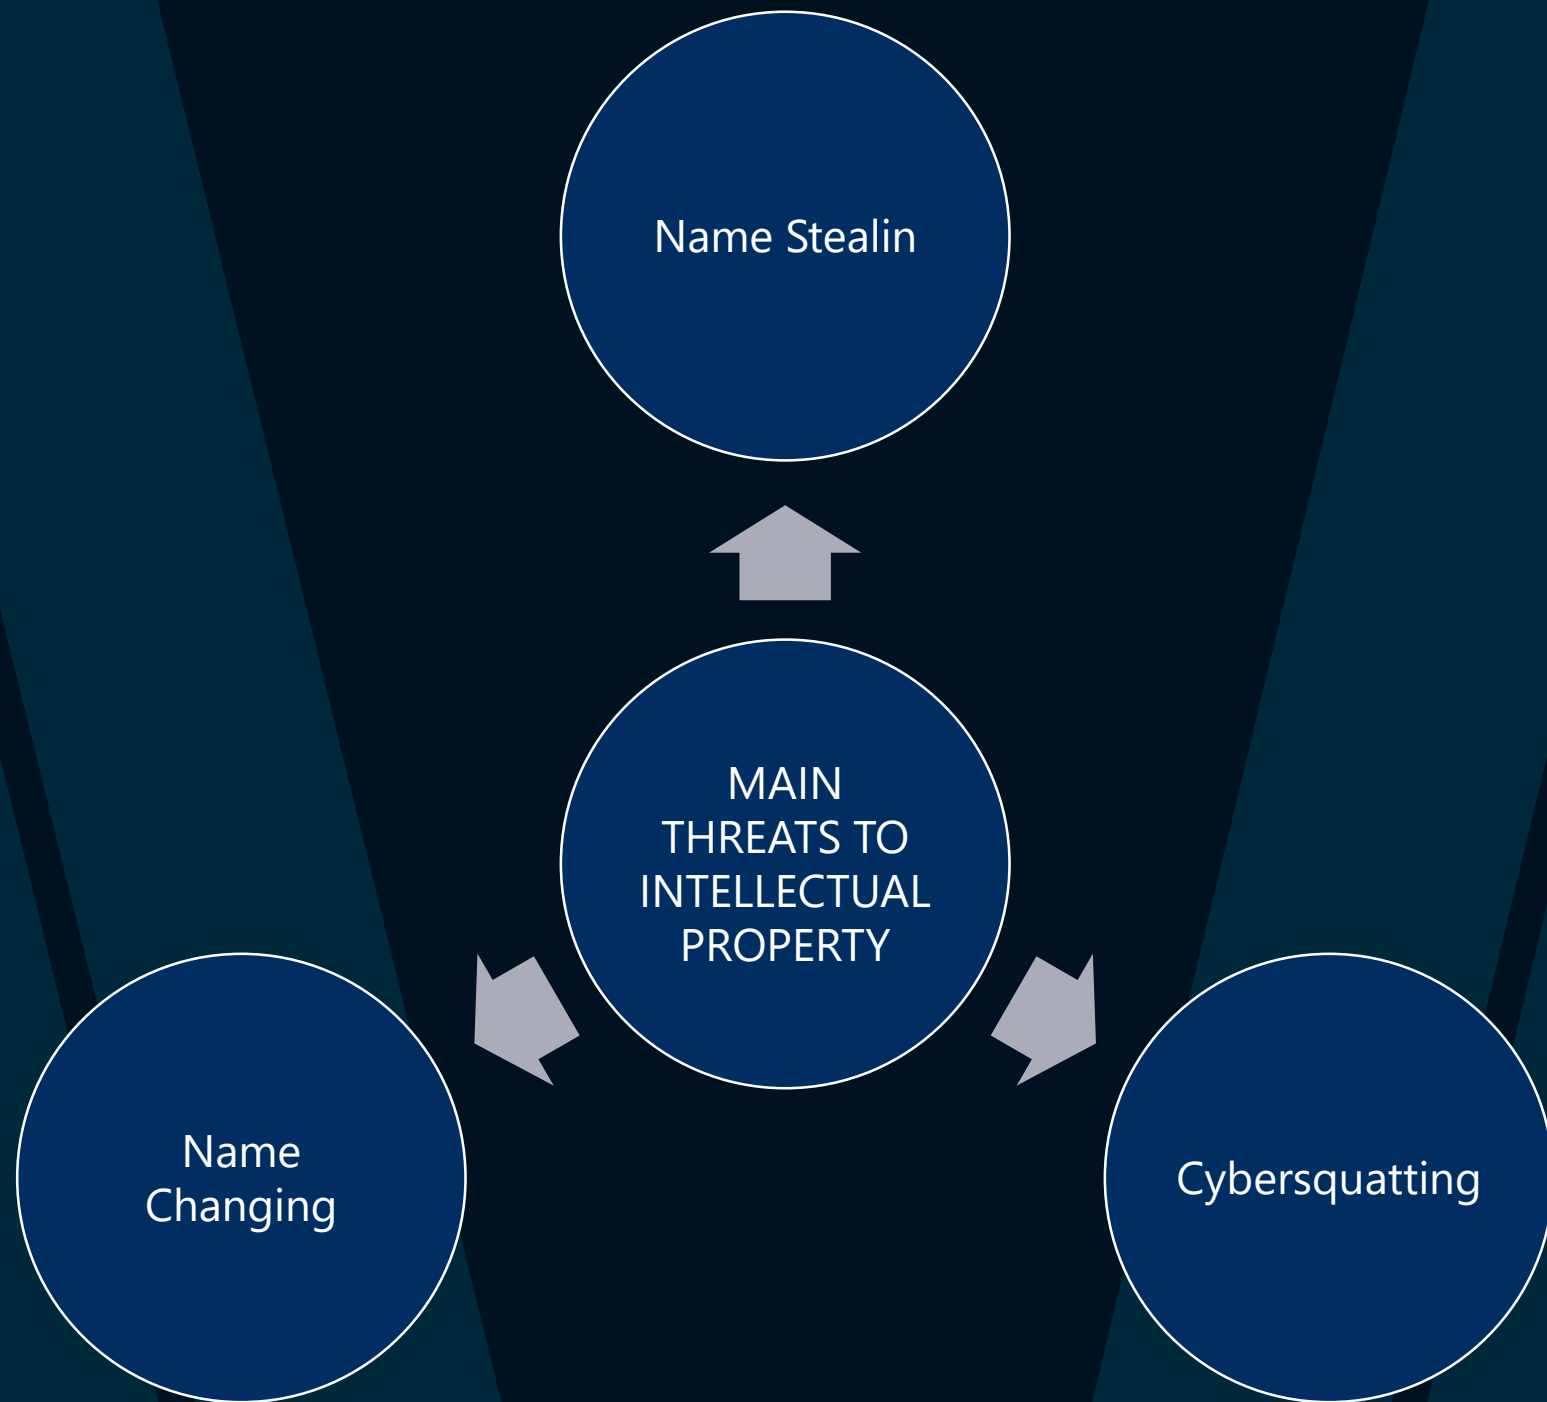 Name Stealin
MAIN
THREATS TO
INTELLECTUAL
PROPERTY
Name
Changing
Cybersquatting